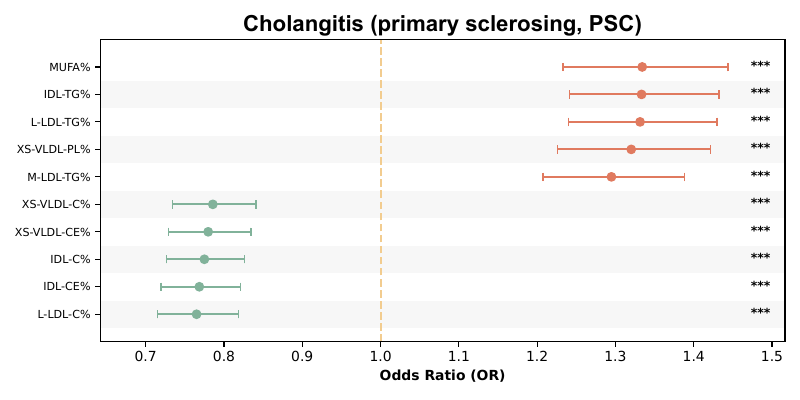 Cholangitis (primary sclerosing, PSC)
MUFA% ***
IDL-TG% ***
L-LDL-TG% ***
XS-VLDL-PL% ***
M-LDL-TG% ***
XS-VLDL-C% ***
XS-VLDL-CE% ***
IDL-C% ***
IDL-CE% ***
L-LDL-C% ***
0.7 0.8 0.9 1.0 1.1 1.2 1.3 1.4 1.5
Odds Ratio (OR)